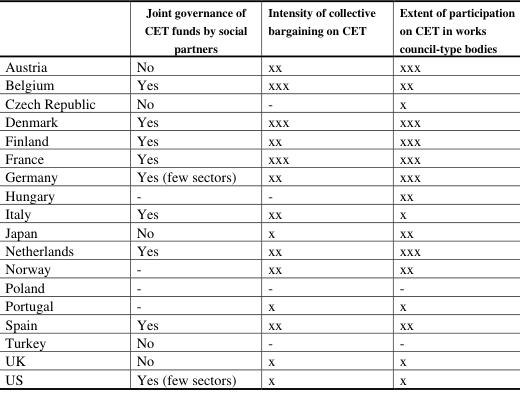 Joint governance of CET funds by social partners | Intensity of collective bargaining on CET | Extent of participation on CET in works council-type bodies
Austria | No | xx | xxx
Belgium | Yes | xxx | xx
Czech Republic | No | - | x
Denmark | Yes | xxx | xxx
Finland | Yes | xx | xxx
France | Yes | xxx | xxx
Germany | Yes (few sectors) | xx | xxx
Hungary | - | - | xx
Italy | Yes | xx | x
Japan | No | x | xx
Netherlands | Yes | xx | xxx
Norway | - | xx | xx
Poland | - | - | -
Portugal | - | x | x
Spain | Yes | xx | xx
Turkey | No | - | -
UK | No | x | x
US | Yes (few sectors) | x | x